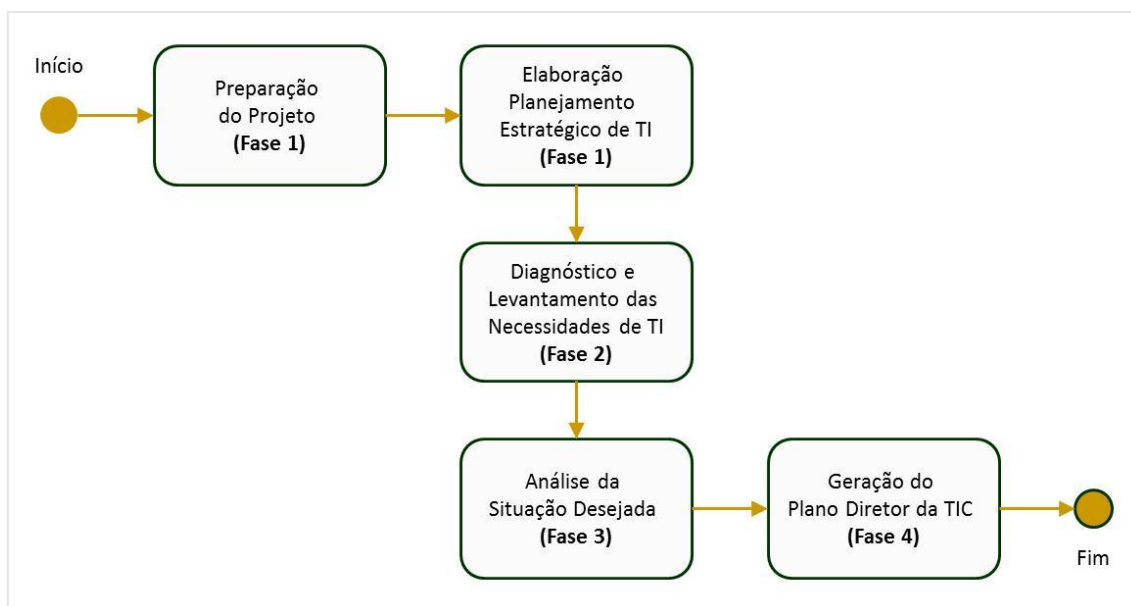 Início
Preparação
do Projeto
(Fase 1)
Elaboração
Planejamento
Estratégico de TI
(Fase 1)
Diagnóstico e
Levantamento das
Necessidades de TI
(Fase 2)
Análise da
Situação Desejada
(Fase 3)
Geração do
Plano Diretor da TIC
(Fase 4)
Fim